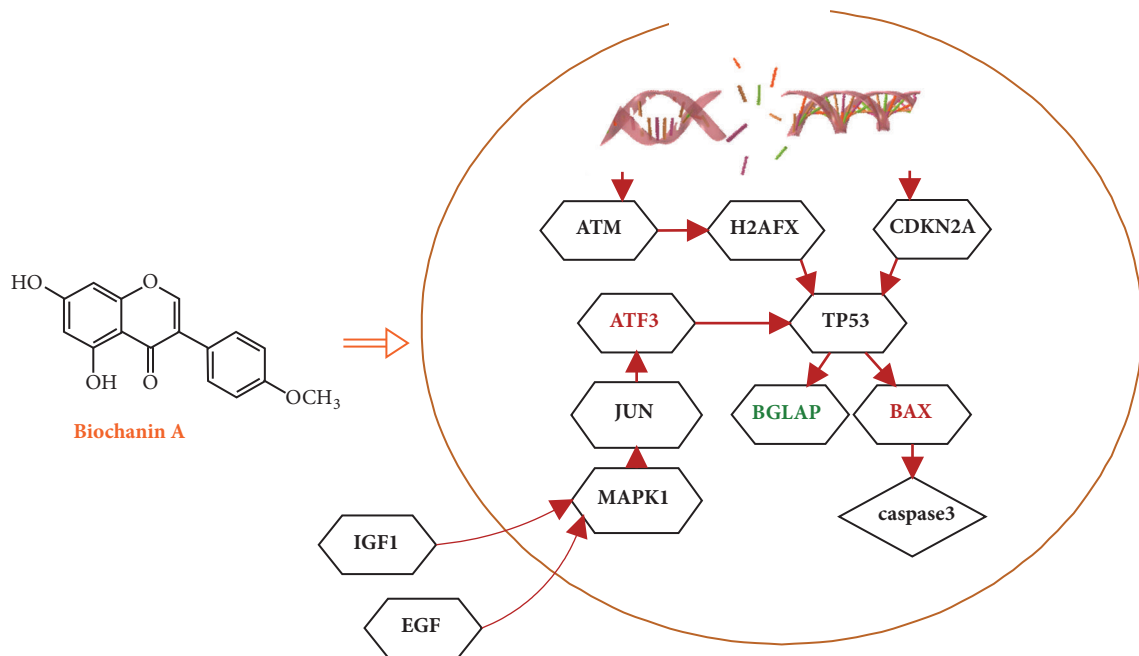 ATM
H2AFX
CDKN2A
HO
O
ATF3
TP53
OH
O
OCH3
JUN
BGLAP
BAX
Biochanin A
MAPK1
caspase3
IGF1
EGF